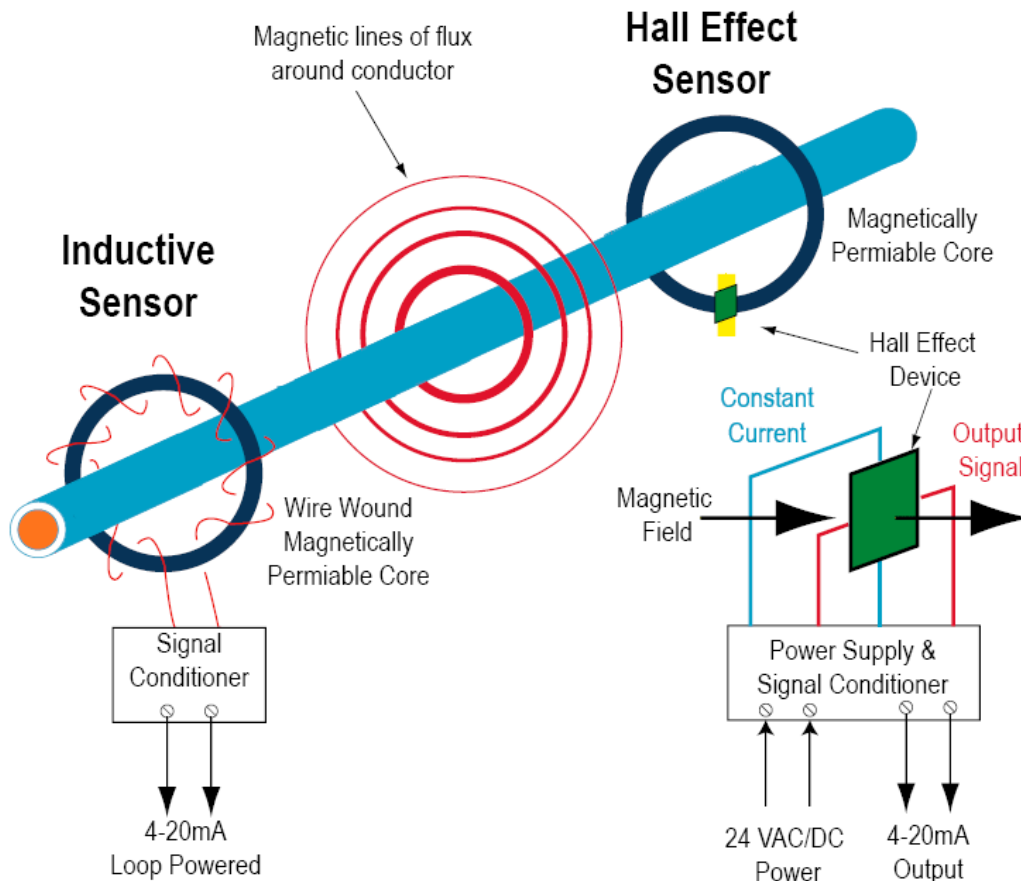 Magnetic lines of flux
around conductor
Hall Effect
Sensor
Inductive
Sensor
Magnetically
Permiable Core
Hall Effect
Device
Constant
Current
Output
Signal
Magnetic
Field
Wire Wound
Magnetically
Permiable Core
Signal
Conditioner
Power Supply &
Signal Conditioner
4-20mA
Loop Powered
24 VAC/DC
Power
4-20mA
Output